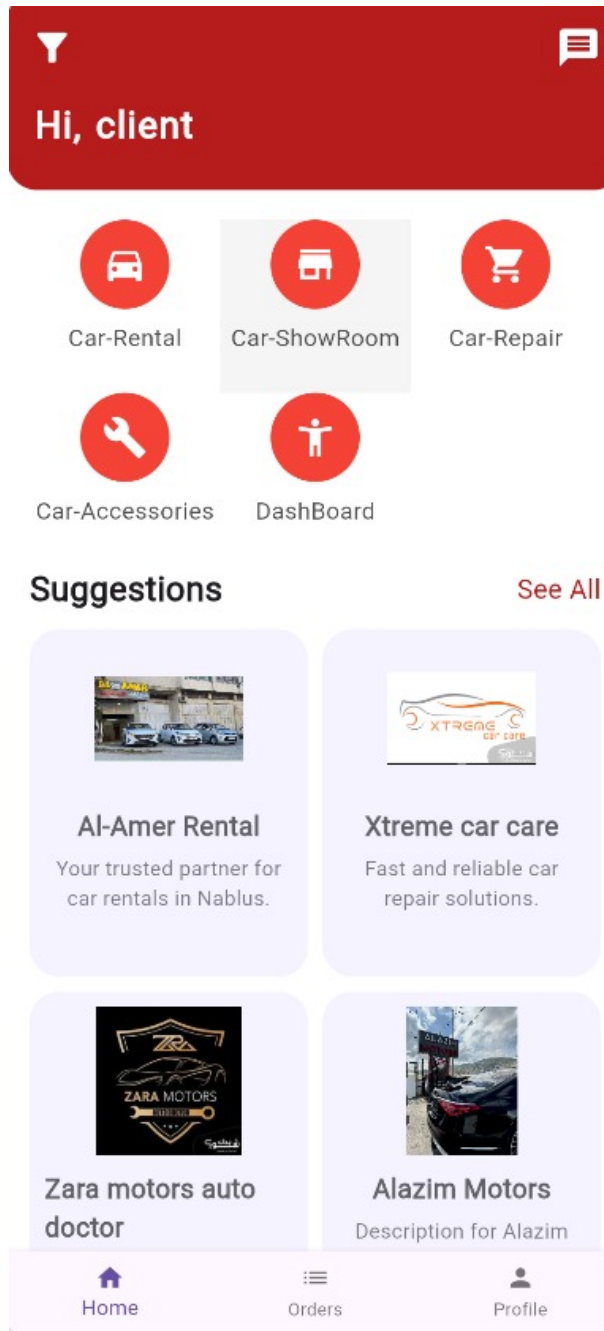 Hi, client
Car-Rental
Car-ShowRoom
Car-Repair
Car-Accessories
DashBoard
Suggestions
See All
XTREME
car care
Al-Amer Rental
Xtreme car care
Your trusted partner for
car rentals in Nablus.
Fast and reliable car
repair solutions.
ZARA MOTORS
ALAZIM
Zara motors auto
doctor
Alazim Motors
Description for Alazim
Home
Orders
Profile